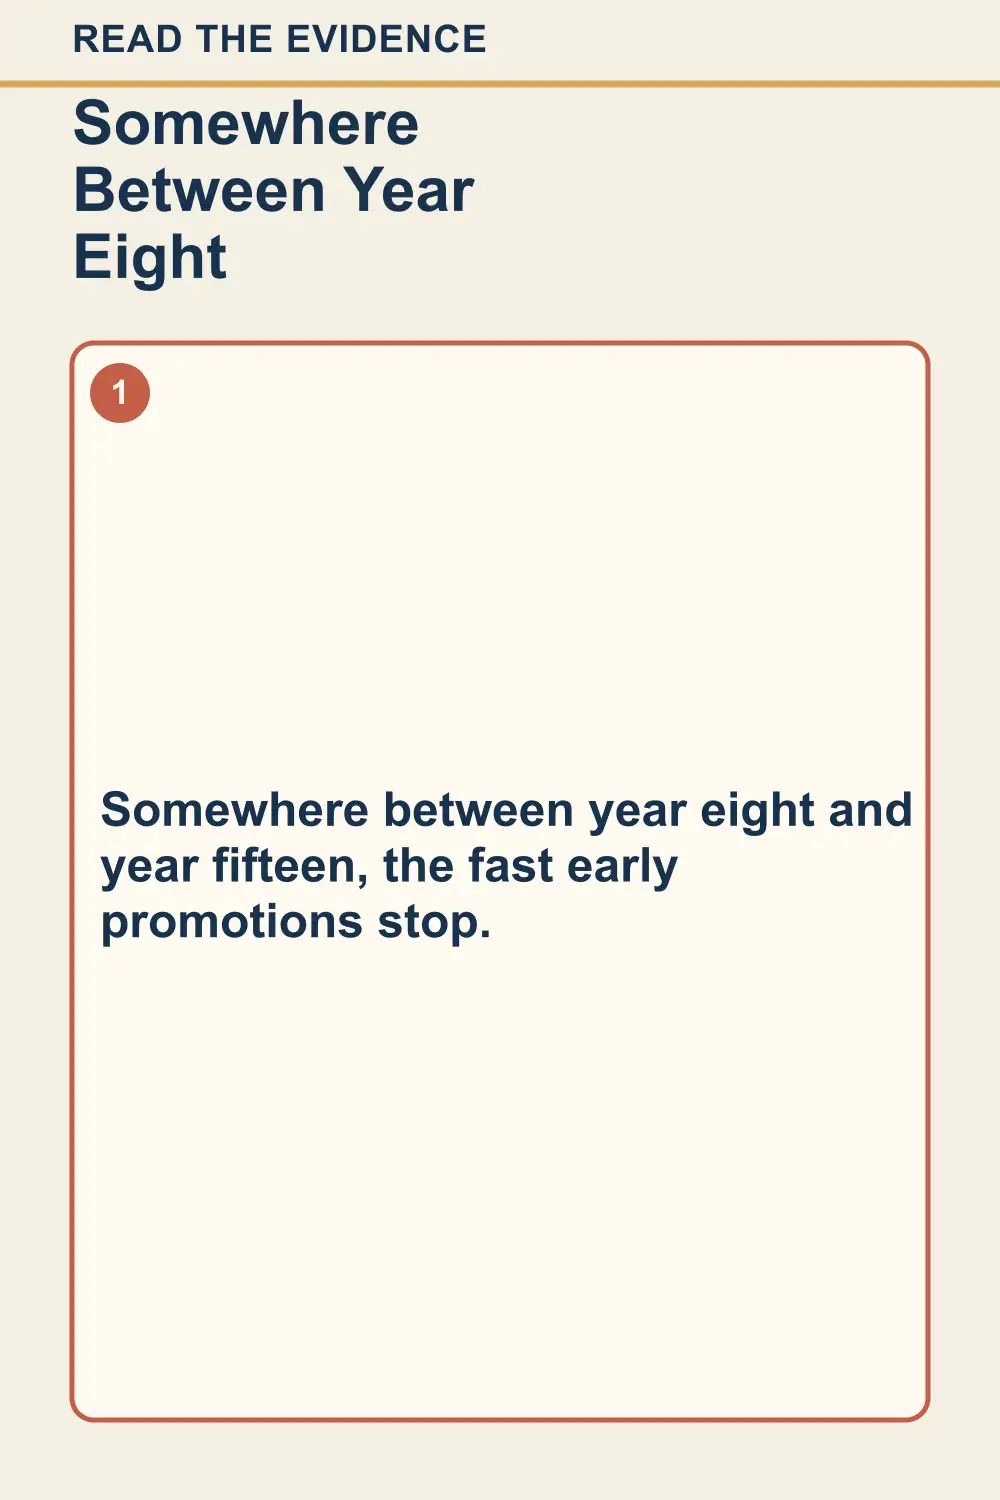 READ THE EVIDENCE
Somewhere
Between Year
Eight
1
Somewhere between year eight and
year fifteen, the fast early
promotions stop.